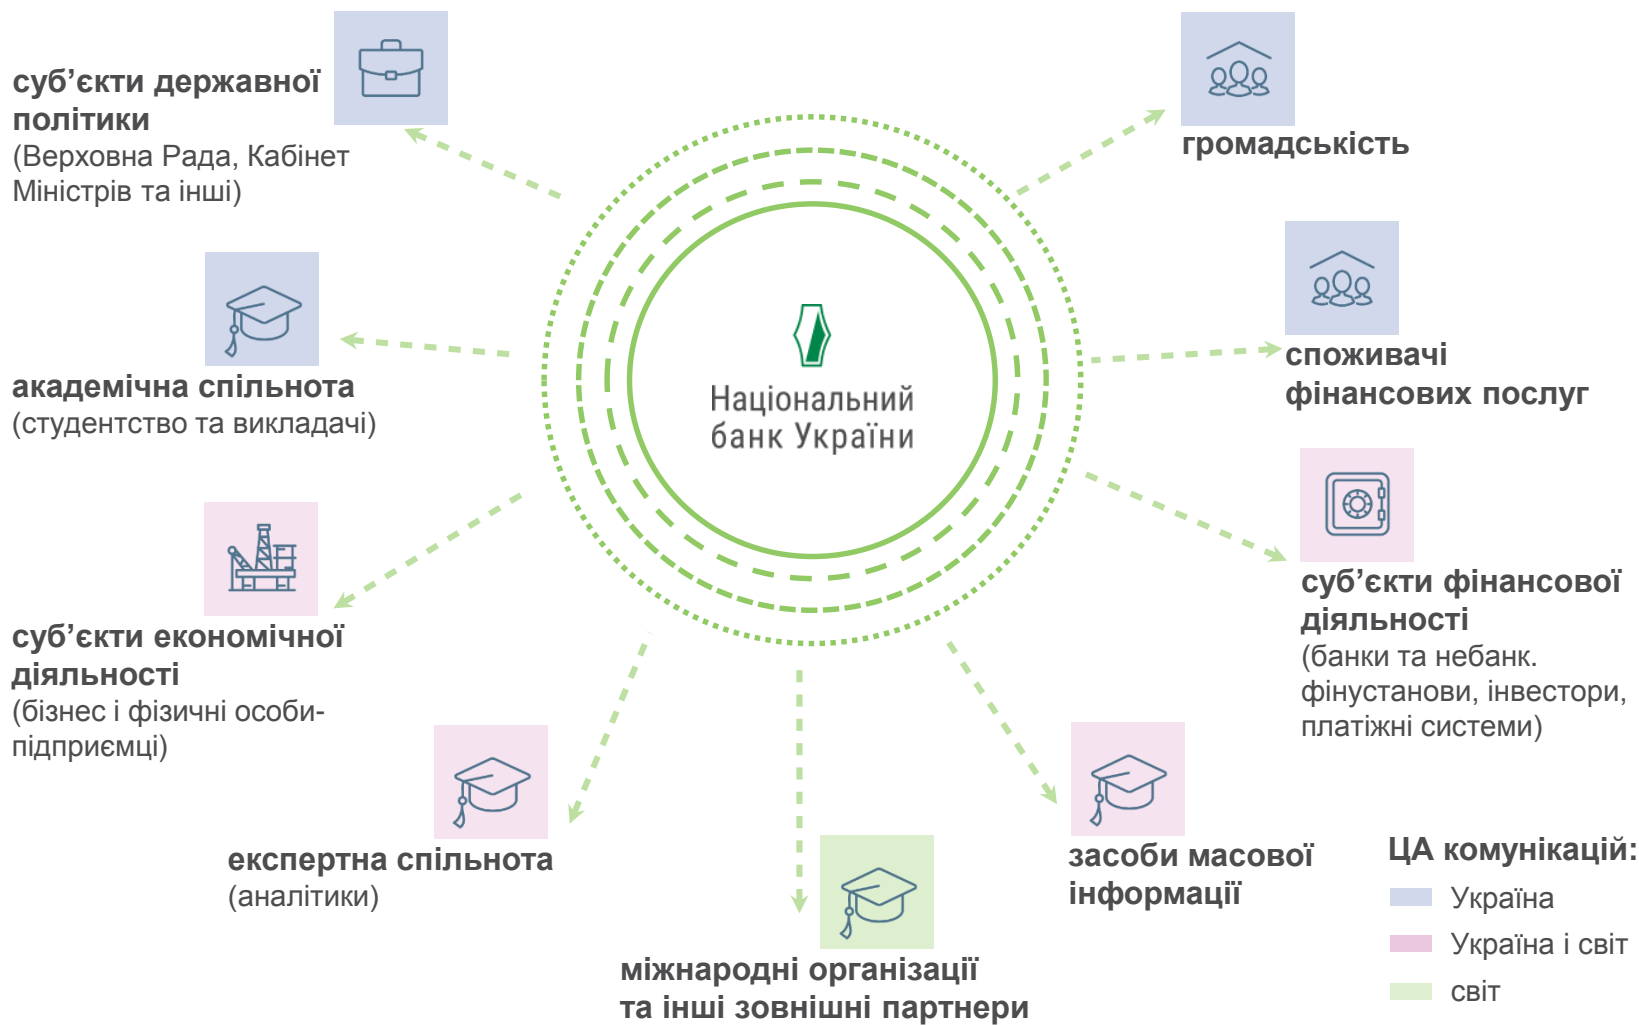 суб’єкти державної
політики
(Верховна Рада, Кабінет
Міністрів та інші)
громадськість
академічна спільнота
(студентство та викладачі)
Національний
банк України
споживачі
фінансових послуг
суб’єкти економічної
діяльності
(бізнес і фізичні особи-
підприємці)
суб’єкти фінансової
діяльності
(банки та небанк.
фінустанови, інвестори,
платіжні системи)
експертна спільнота
(аналітики)
міжнародні організації
та інші зовнішні партнери
засоби масової
інформації
ЦА комунікацій:
Україна
Україна і світ
світ